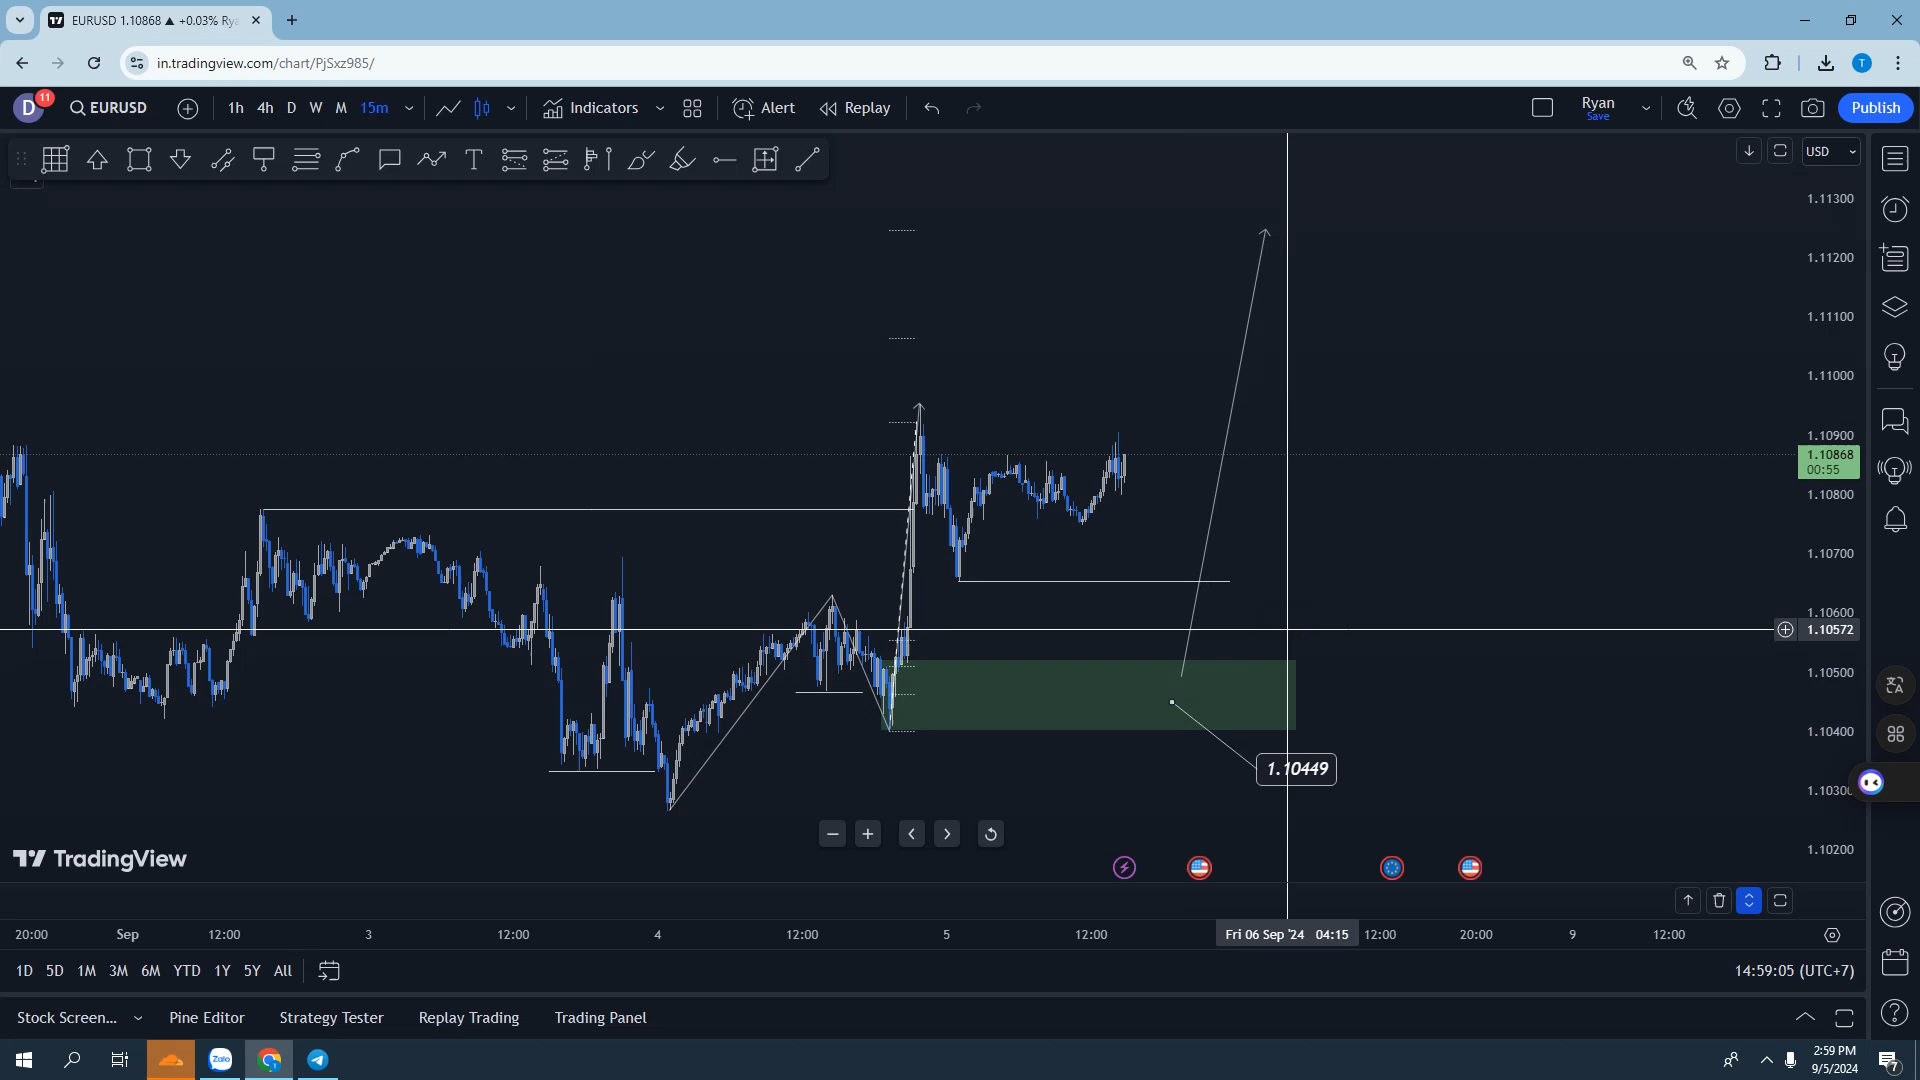 EURUSD 1.10868 ▲ +0.03% Rya
in.tradingview.com/chart/PjSxz985/
D 11 EURUSD 1h 4h D W M 15m Indicators Alert Replay Ryan Save Publish
USD
1.11300
1.11200
1.11100
1.11000
1.10900
1.10868
00:55
1.10800
1.10700
1.10600
1.10572
1.10500
1.10400
1.10449
1.1030
1.10200
TradingView
20:00 Sep 12:00 3 12:00 4 12:00 5 12:00 Fri 06 Sep '24 04:15 12:00 20:00 9 12:00
1D 5D 1M 3M 6M YTD 1Y 5Y All 14:59:05 (UTC+7)
Stock Screen... Pine Editor Strategy Tester Replay Trading Trading Panel
Zalo
2:59 PM
9/5/2024
7